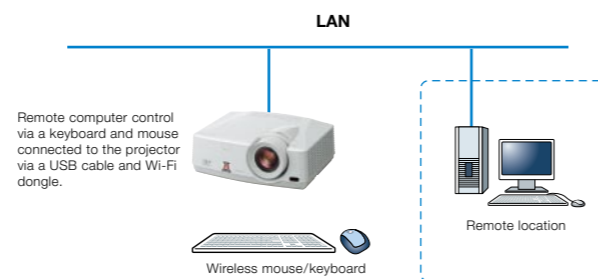 LAN
Remote computer control
via a keyboard and mouse
connected to the projector
via a USB cable and Wi-Fi
dongle.
Remote location
Wireless mouse/keyboard